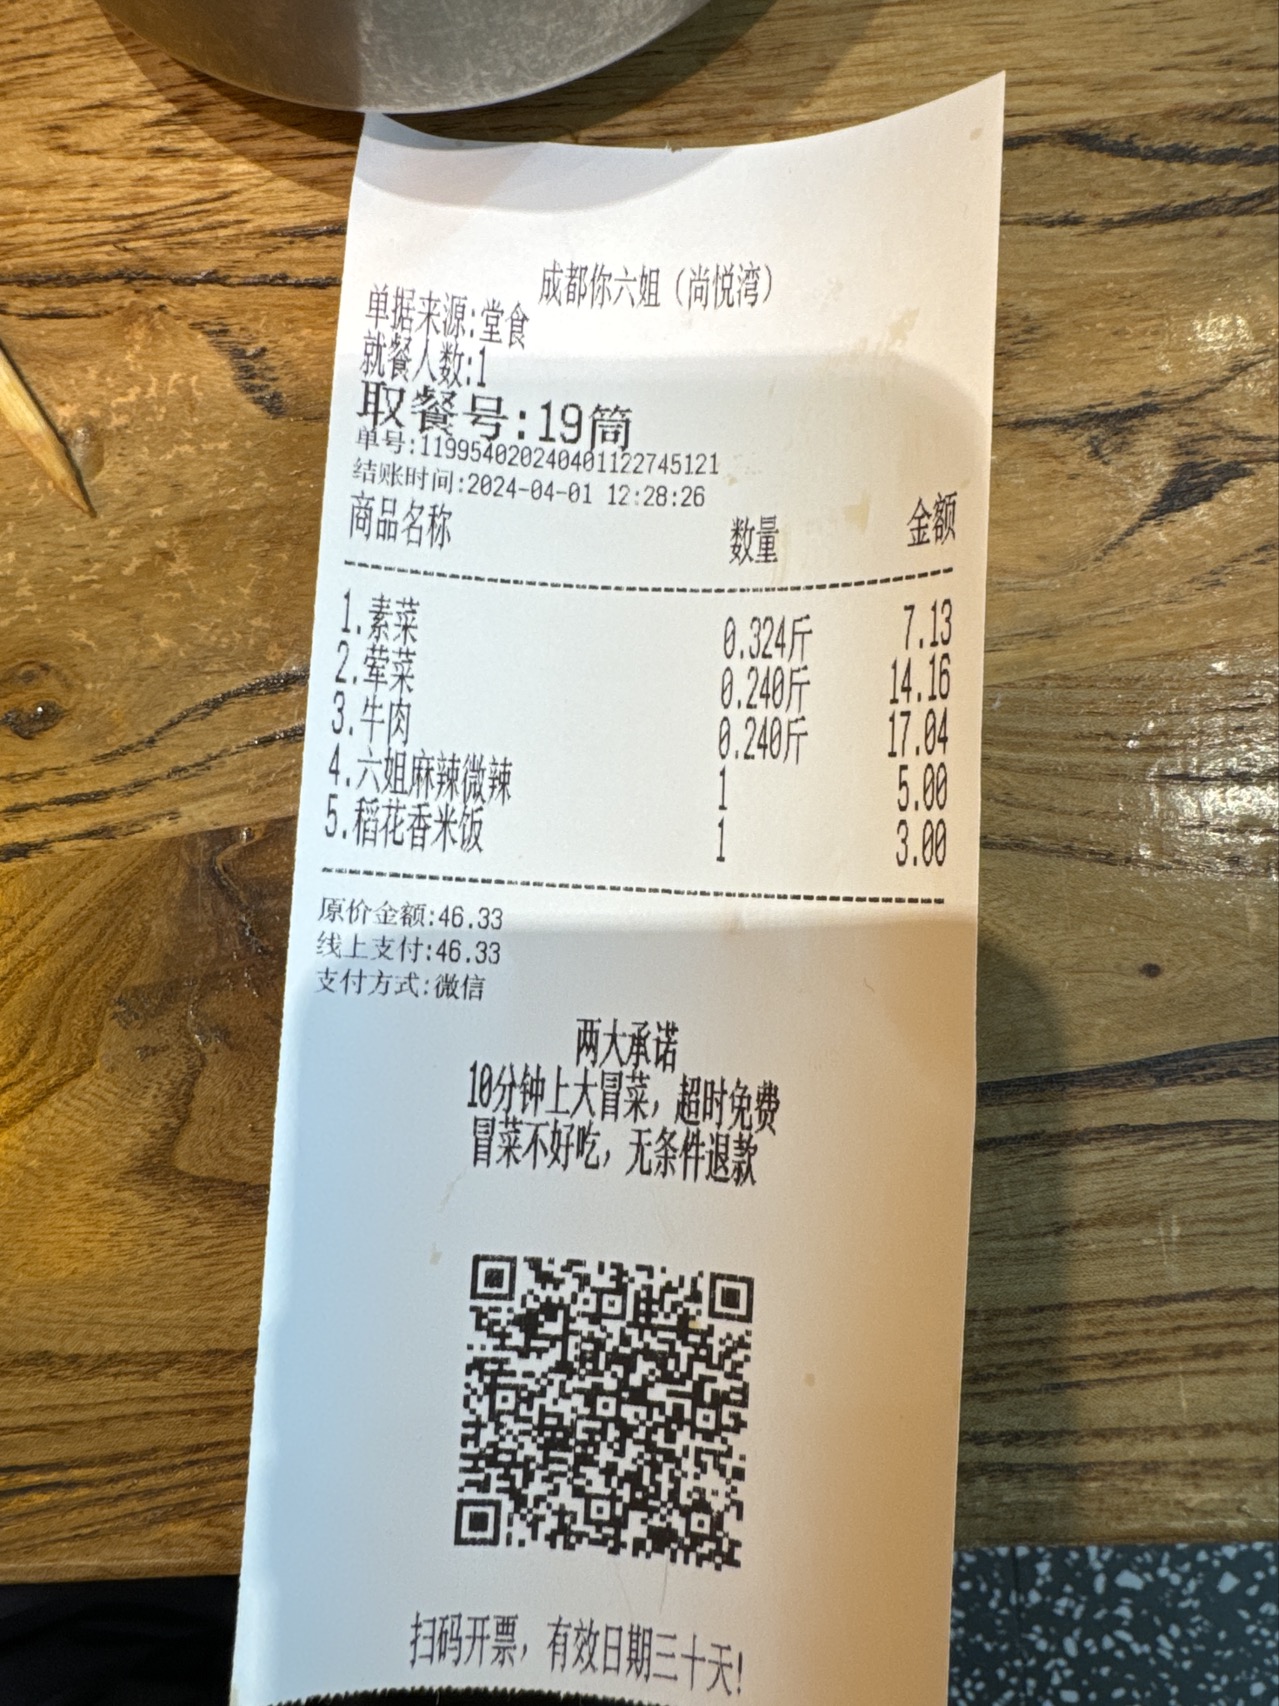 成都你六姐（尚悦湾）
单据来源:堂食
就餐人数:1
取餐号:19筒
单号:119954020240401122745121
结账时间:2024-04-01 12:28:26
商品名称 数量 金额
1.素菜 0.324斤 7.13
2.荤菜 0.240斤 14.16
3.牛肉 0.240斤 17.04
4.六姐麻辣微辣 1 5.00
5.稻花香米饭 1 3.00
原价金额:46.33
线上支付:46.33
支付方式:微信
两大承诺
10分钟上大冒菜，超时免费
冒菜不好吃，无条件退款
扫码开票，有效日期三十天!